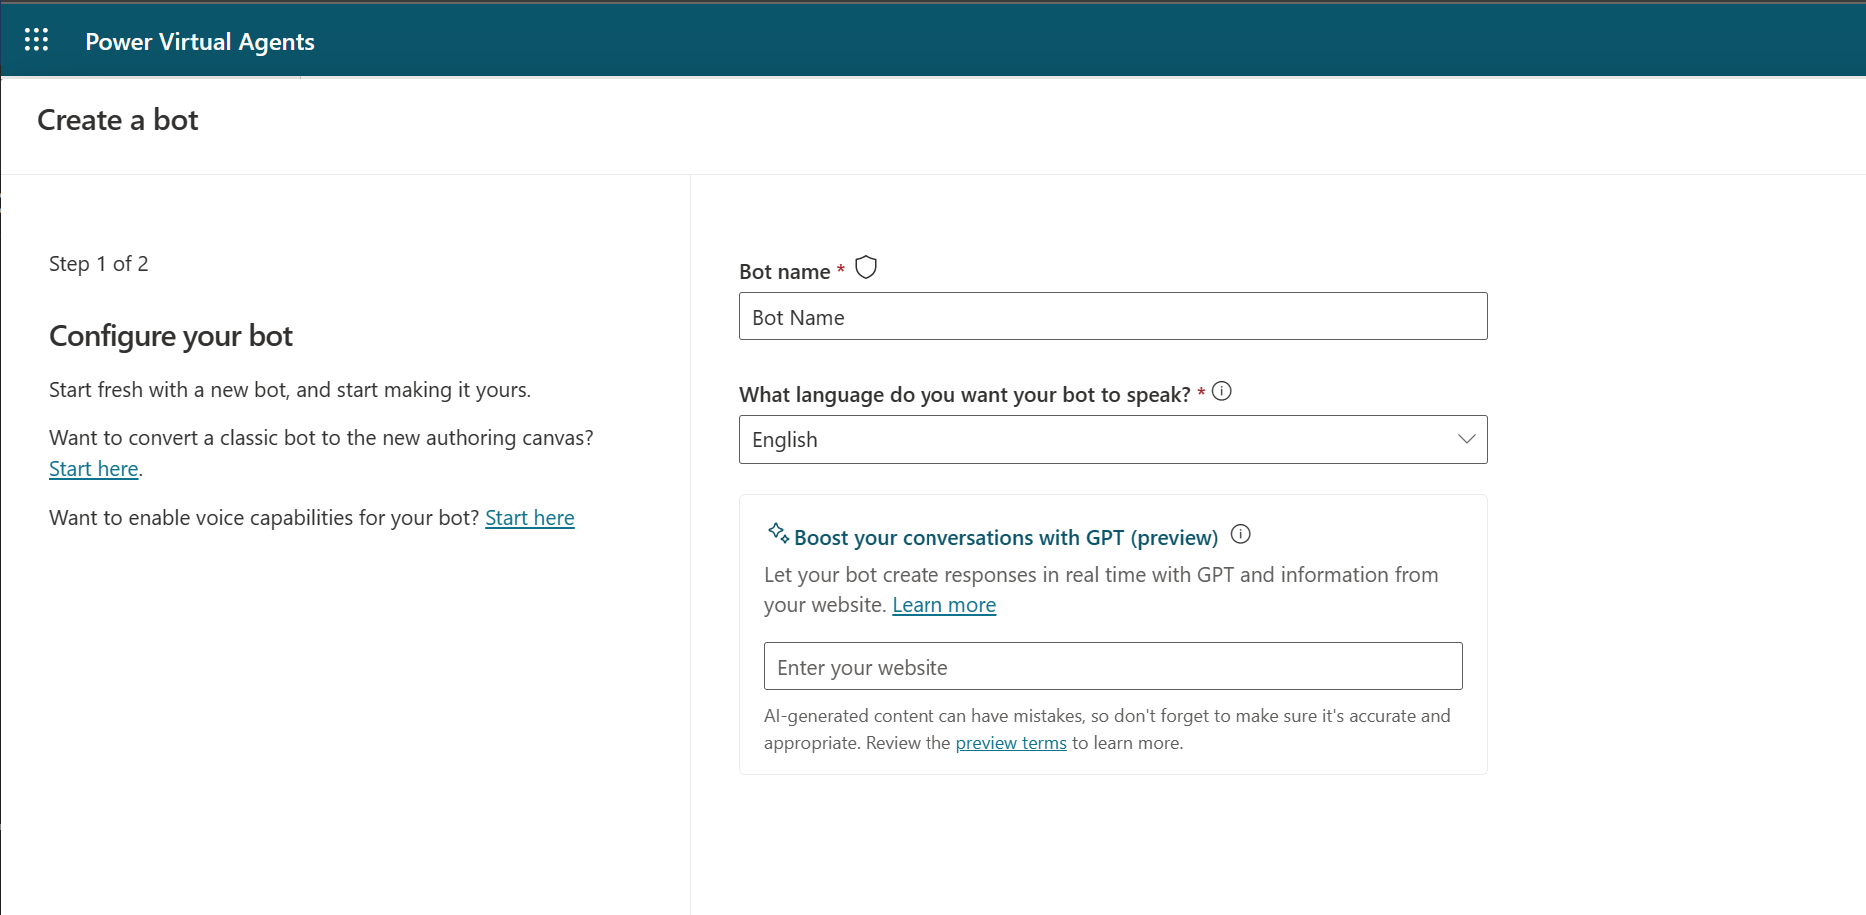 Power Virtual Agents
Create a bot
Step 1 of 2
Configure your bot
Start fresh with a new bot, and start making it yours.
Want to convert a classic bot to the new authoring canvas?
Start here.
Want to enable voice capabilities for your bot? Start here
Bot name *
Bot Name
What language do you want your bot to speak? *
English
Boost your conversations with GPT (preview)
Let your bot create responses in real time with GPT and information from
your website. Learn more
Enter your website
AI-generated content can have mistakes, so don't forget to make sure it's accurate and
appropriate. Review the preview terms to learn more.